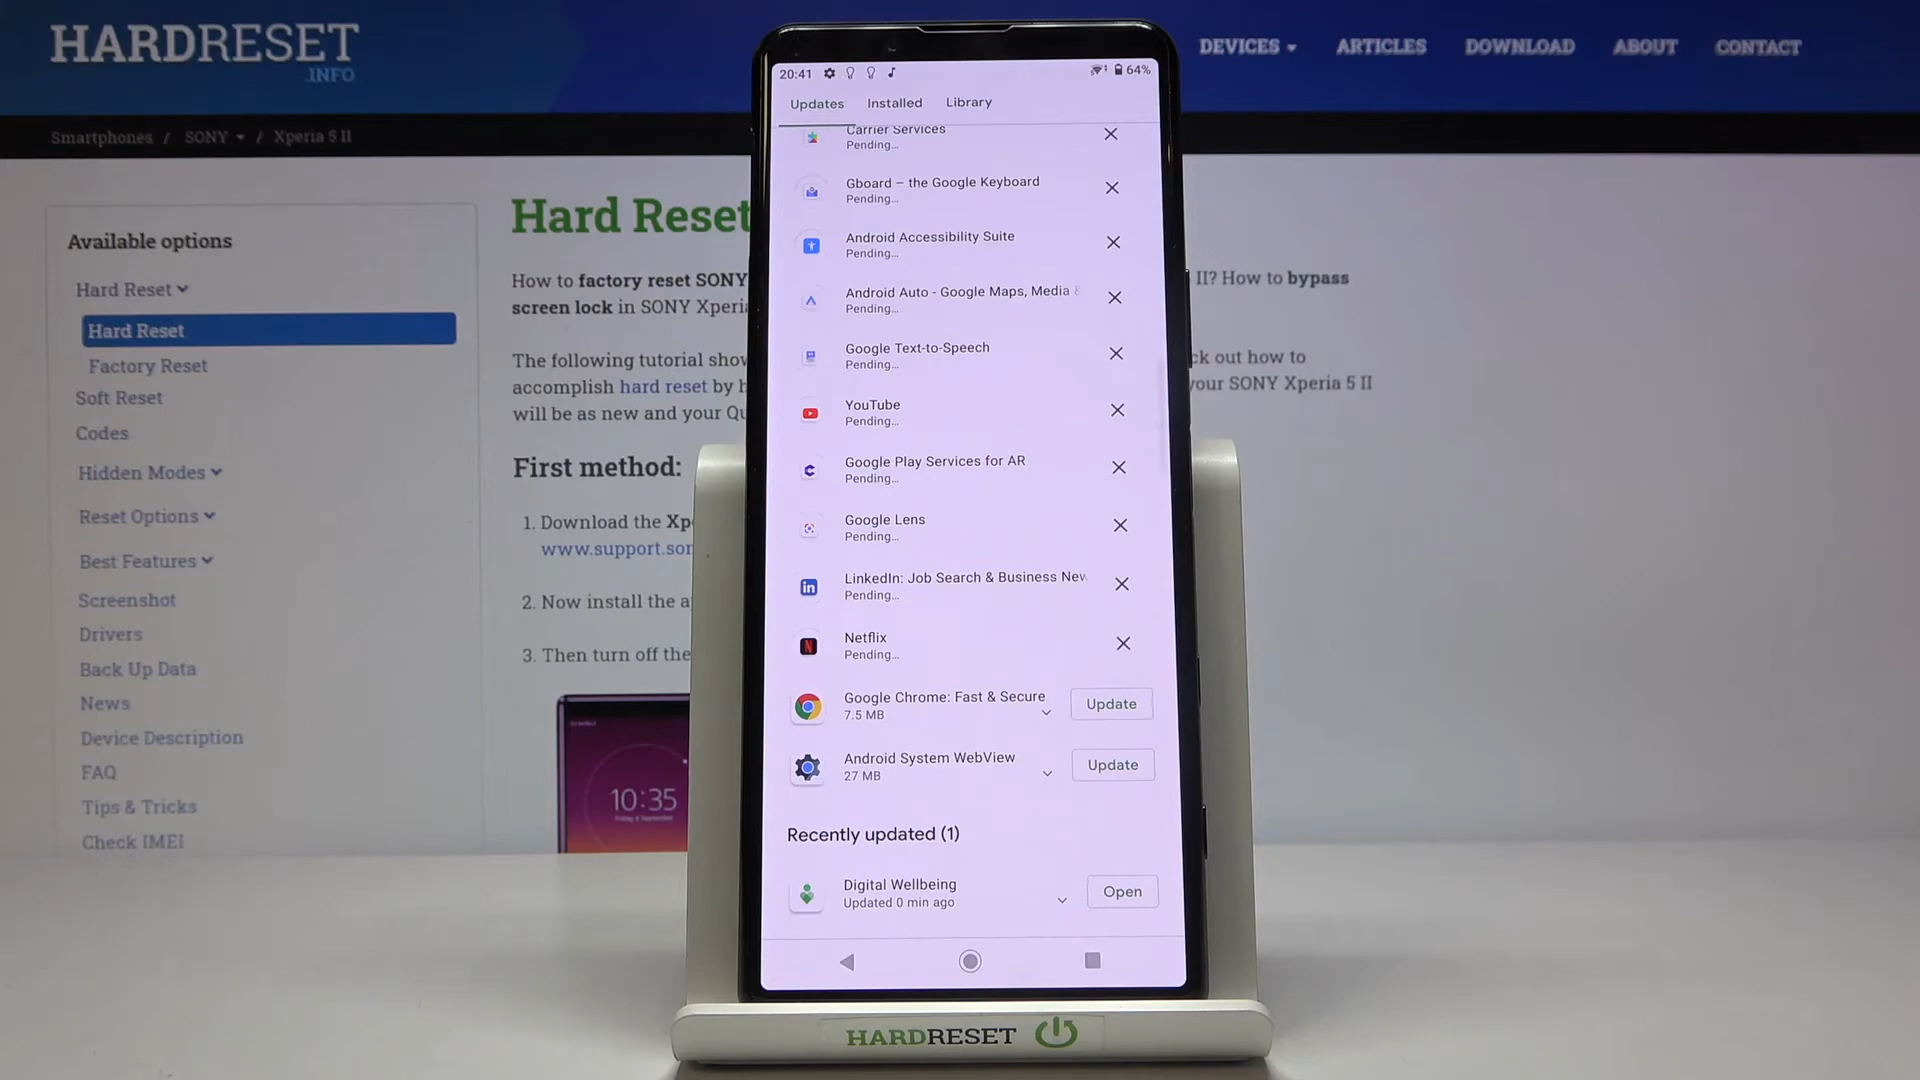 HARDRESET
.INFO
DEVICES
ARTICLES
DOWNLOAD
ABOUT
CONTACT
Smartphones / SONY / Xperia 5 II
Available options
Hard Reset
Hard Reset
Factory Reset
Soft Reset
Codes
Hidden Modes
Reset Options
Best Features
Screenshot
Drivers
Back Up Data
News
Device Description
FAQ
Tips & Tricks
Check IMEI
Hard Reset
How to factory reset SONY
II? How to bypass
screen lock in SONY Xperi
The following tutorial show
ck out how to
accomplish hard reset by h
your SONY Xperia 5 II
will be as new and your Qu
First method:
1. Download the Xp
www.support.son
2. Now install the a
3. Then turn off the
10:35
20:41
64%
Updates
Installed
Library
Carrier Services
Pending...
Gboard – the Google Keyboard
Pending...
Android Accessibility Suite
Pending...
Android Auto - Google Maps, Media &
Pending...
Google Text-to-Speech
Pending...
YouTube
Pending...
Google Play Services for AR
Pending...
Google Lens
Pending...
LinkedIn: Job Search & Business New
Pending...
Netflix
Pending...
Google Chrome: Fast & Secure
7.5 MB
Update
Android System WebView
27 MB
Update
Recently updated (1)
Digital Wellbeing
Updated 0 min ago
Open
HARDRESET